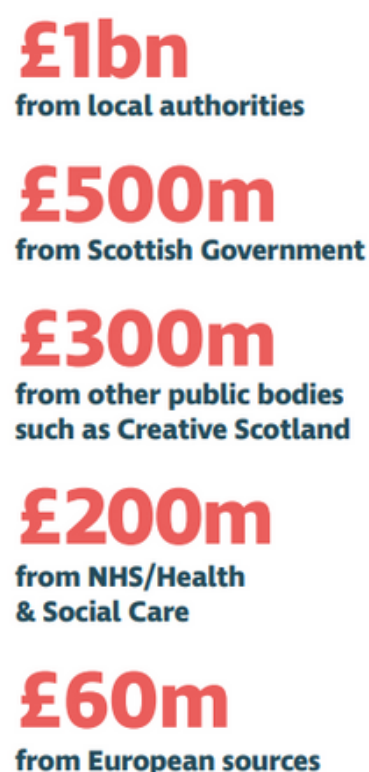 £1bn
from local authorities
£500m
from Scottish Government
£300m
from other public bodies
such as Creative Scotland
£200m
from NHS/Health
& Social Care
£60m
from European sources